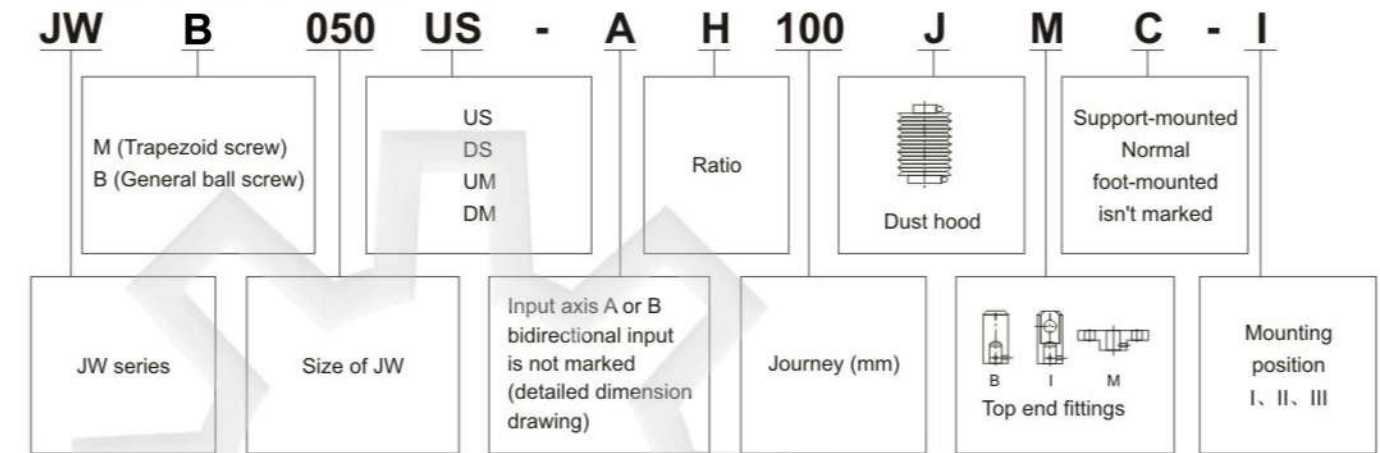 JW B 050 US - A H 100 J M C - I
M (Trapezoid screw)
B (General ball screw)
US
DS
UM
DM
Ratio
Dust hood
Support-mounted
Normal
foot-mounted
isn't marked
JW series
Size of JW
Input axis A or B
bidirectional input
is not marked
(detailed dimension
drawing)
Journey (mm)
B I M
Top end fittings
Mounting
position
I、II、III